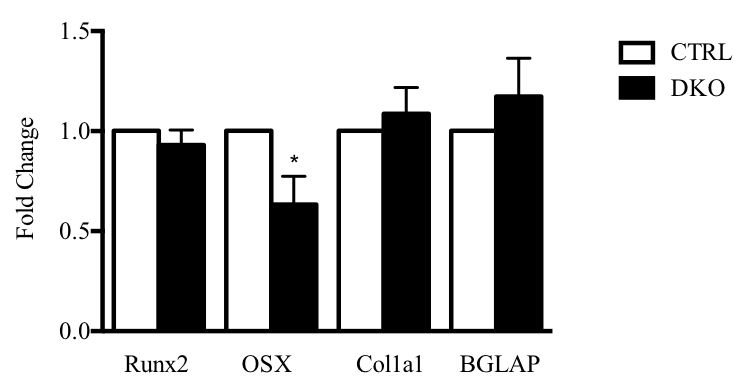 1.5
CTRL
DKO
1.0
*
Fold Change
0.5
0.0
Runx2 OSX Col1a1 BGLAP